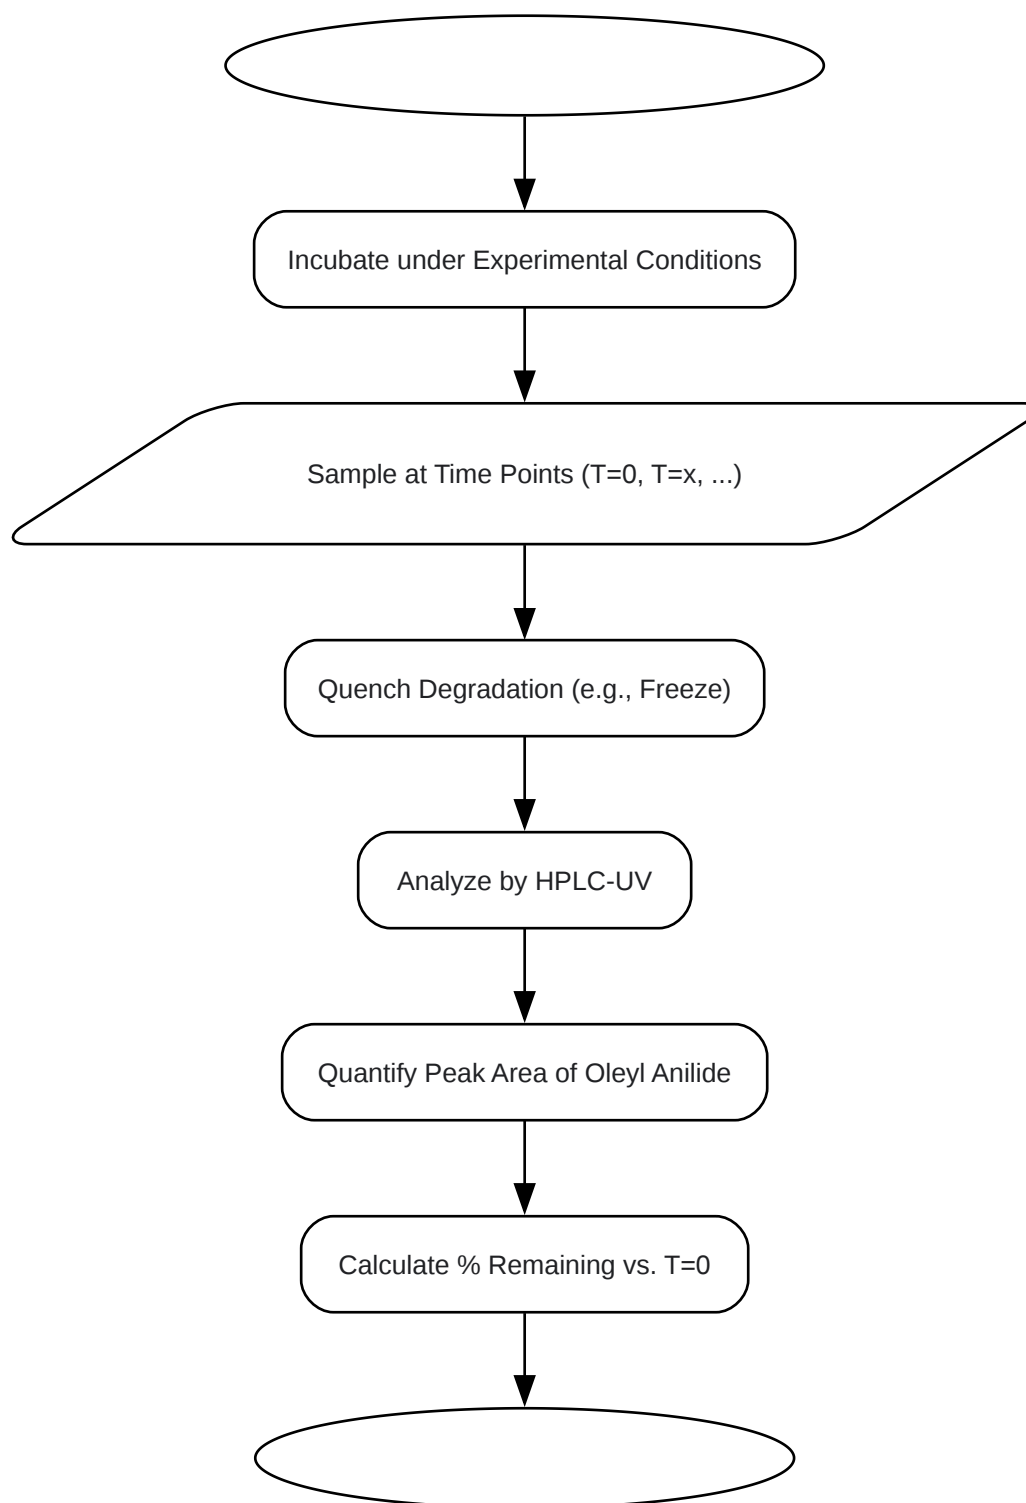 Incubate under Experimental Conditions
Sample at Time Points (T=0, T=x, ...)
Quench Degradation (e.g., Freeze)
Analyze by HPLC-UV
Quantify Peak Area of Oleyl Anilide
Calculate % Remaining vs. T=0